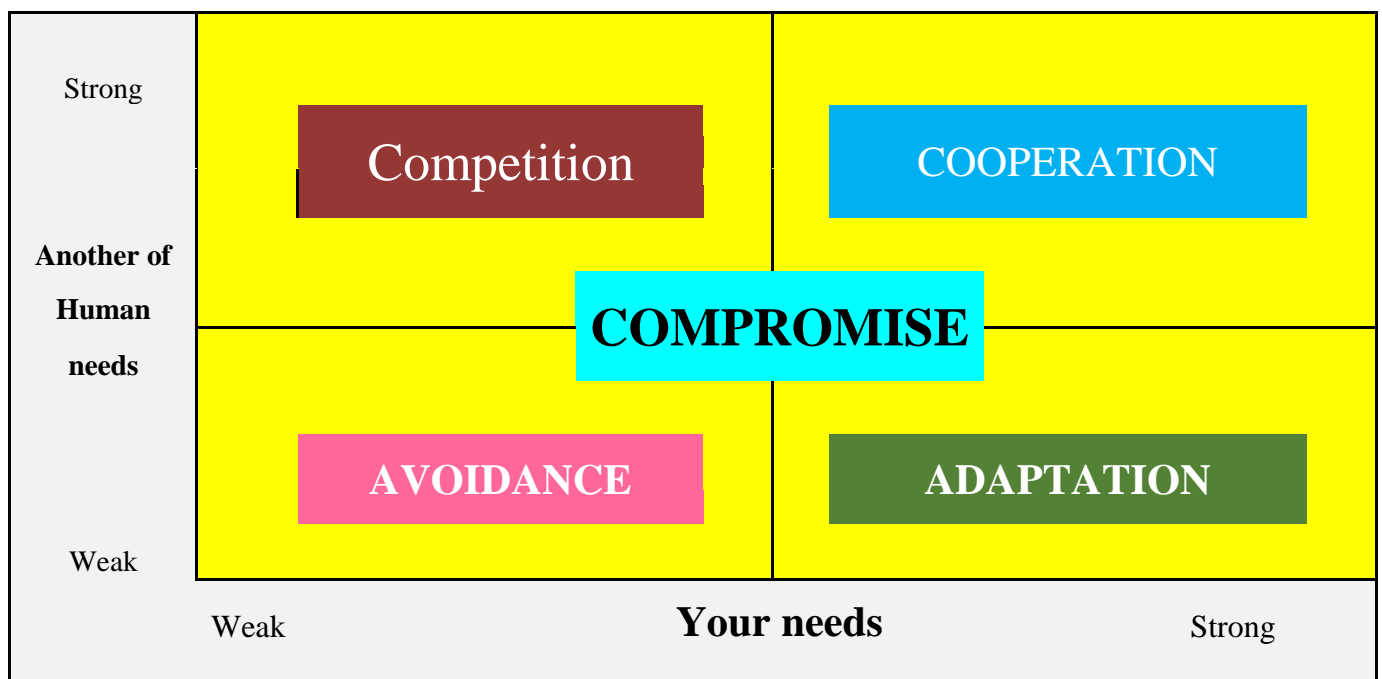 Strong
Competition
COOPERATION
Another of
Human
needs
COMPROMISE
AVOIDANCE
ADAPTATION
Weak
Weak
Your needs
Strong